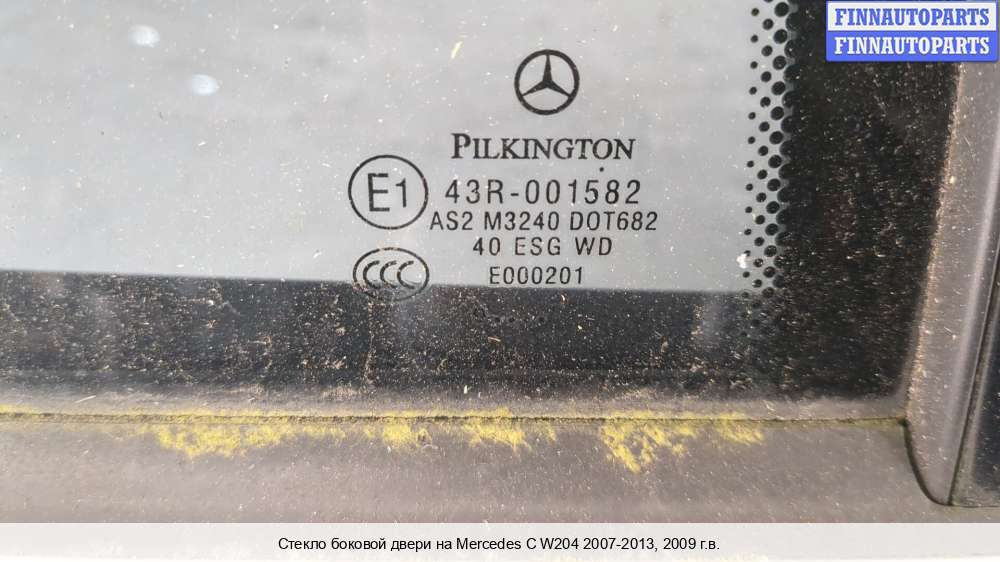 FINNAUTOPARTS
FINNAUTOPARTS
PILKINGTON
E1
43R-001582
AS2 M3240 DOT682
40 ESG WD
CCC
E000201
Стекло боковой двери на Mercedes C W204 2007-2013, 2009 г.в.